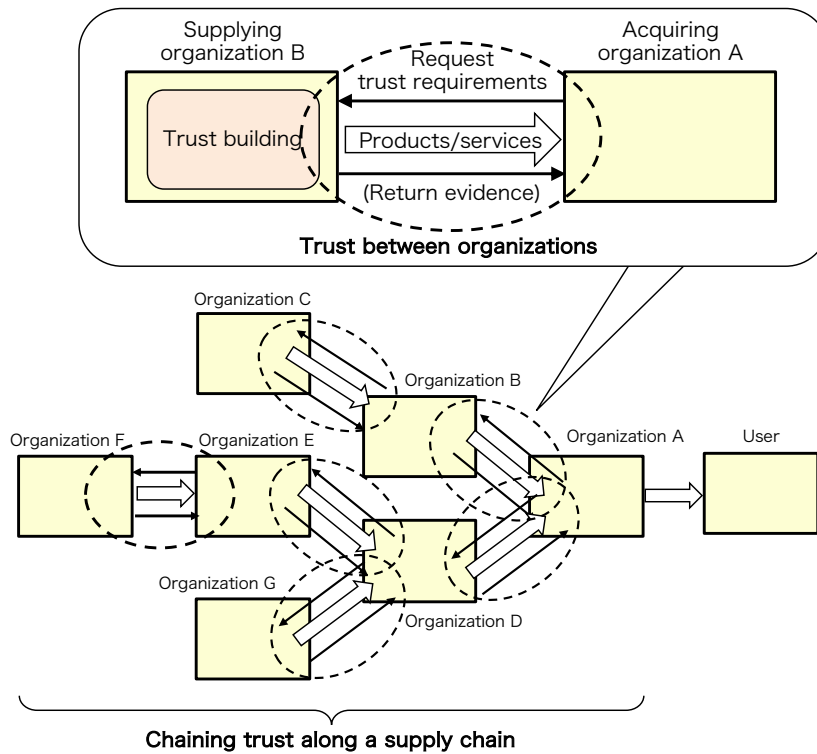 Supplying
organization B
Acquiring
organization A
Request
trust requirements
Trust building
Products/services
(Return evidence)
Trust between organizations
Organization C
Organization B
Organization F
Organization E
Organization A
User
Organization G
Organization D
Chaining trust along a supply chain